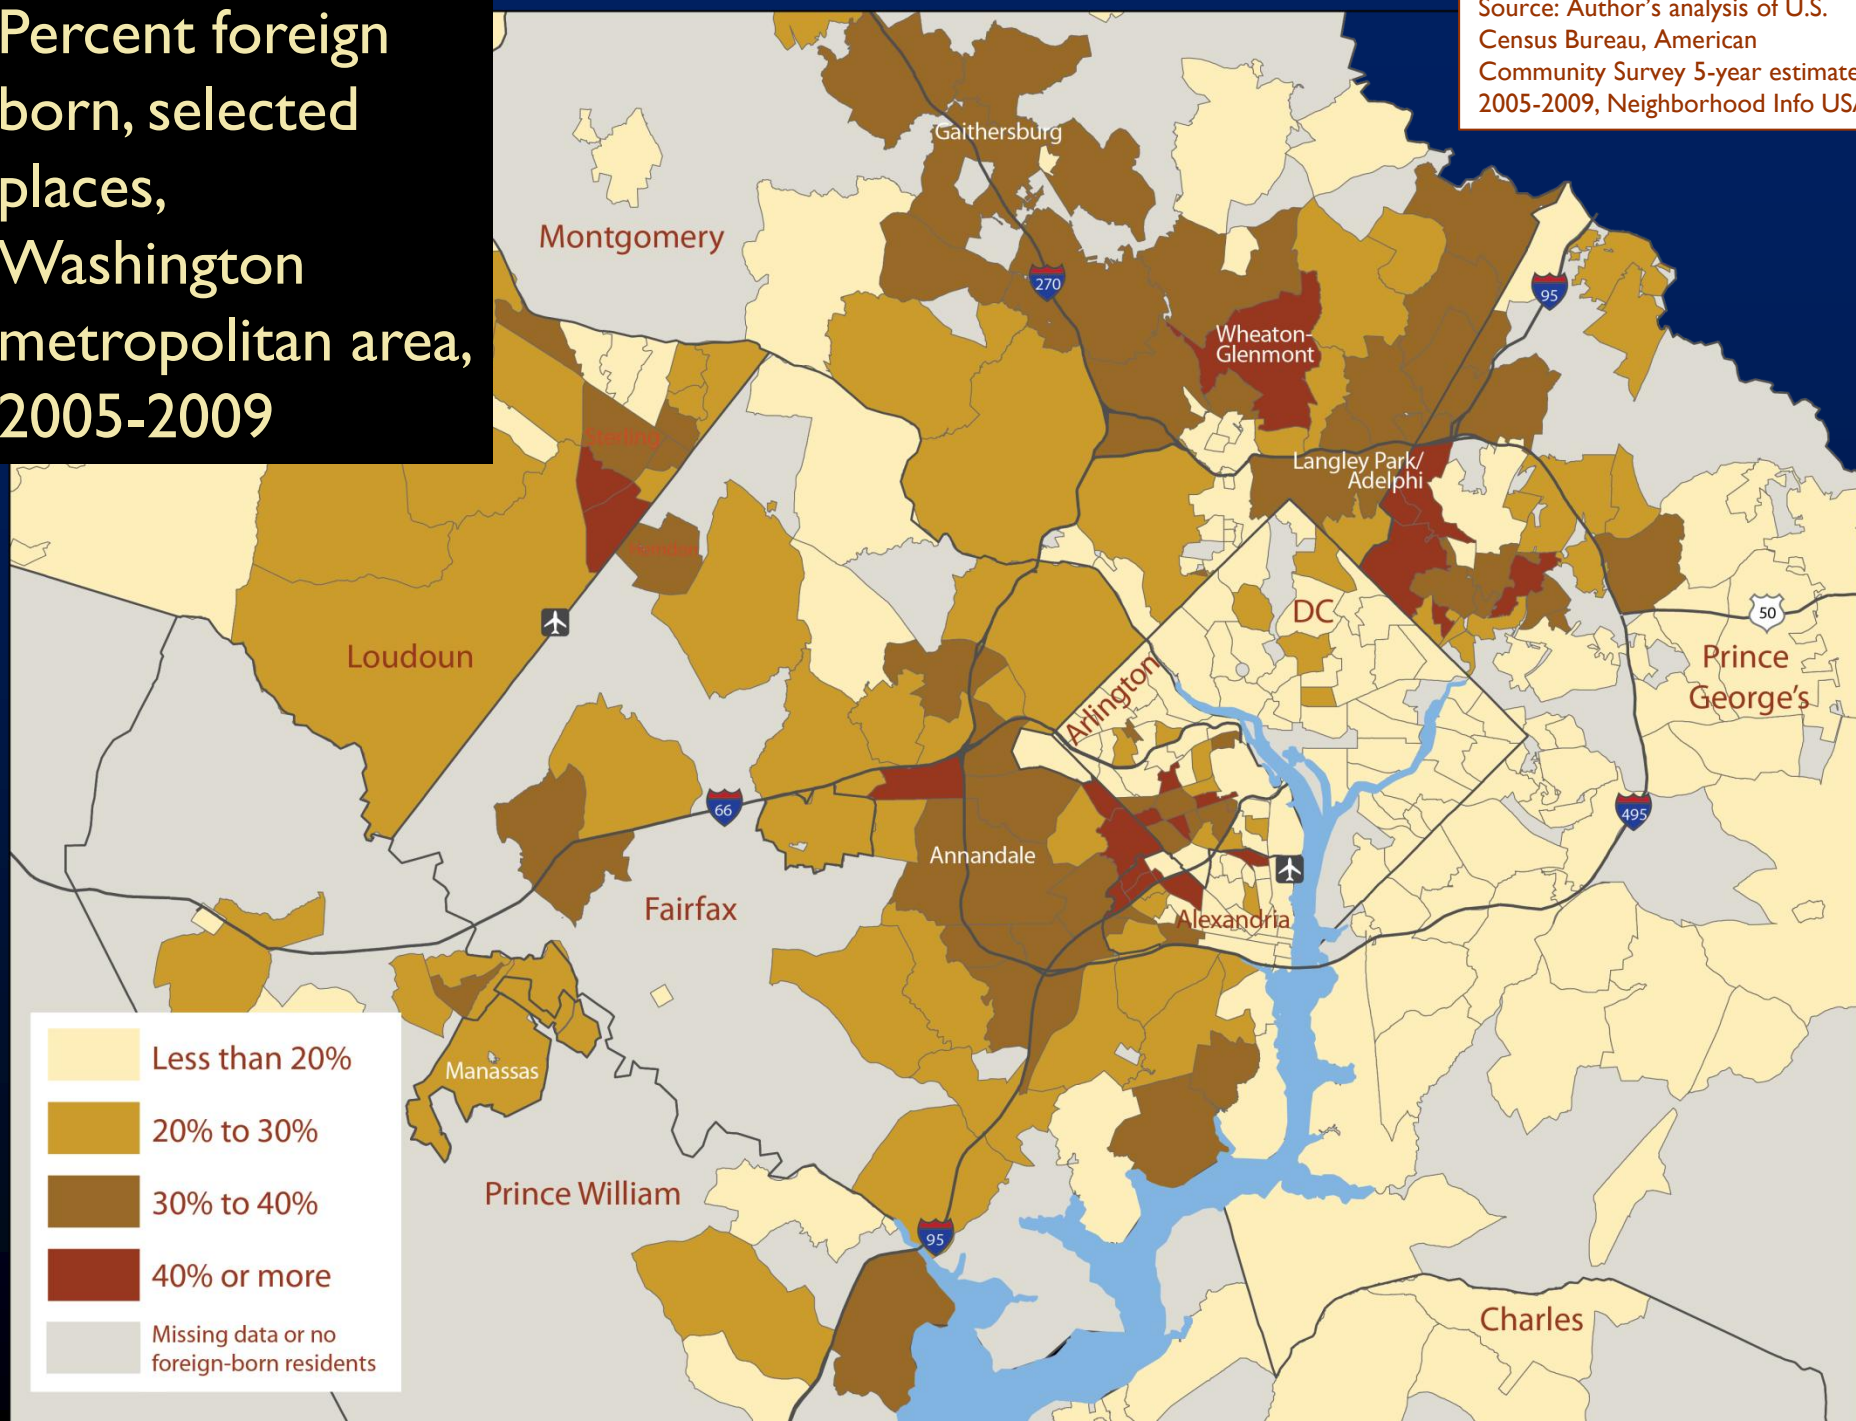 Percent foreign
born, selected
places,
Washington
metropolitan area,
2005-2009
Source: Author's analysis of U.S.
Census Bureau, American
Community Survey 5-year estimate
2005-2009, Neighborhood Info USA
Gaithersburg
Montgomery
270
95
Wheaton-
Glenmont
Sterling
Langley Park/
Adelphi
Herndon
DC
50
Loudoun
Prince
George's
Arlington
66
495
Annandale
Fairfax
Alexandria
Manassas
Prince William
95
Charles
Less than 20%
20% to 30%
30% to 40%
40% or more
Missing data or no
foreign-born residents